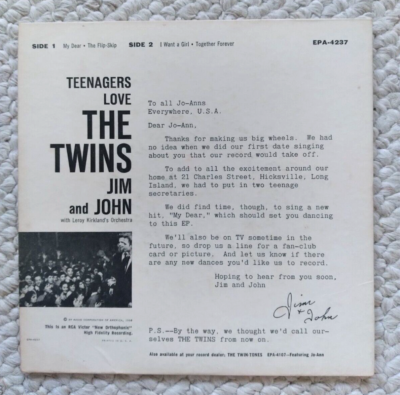 SIDE 1 My Dear • The Flip-Skip SIDE 2 I Want a Girl • Together Forever EPA-4237
TEENAGERS
LOVE
THE
TWINS
JIM
and JOHN
with Leroy Kirkland's Orchestra
To all Jo-Anns
Everywhere, U.S.A.
Dear Jo-Ann,
Thanks for making us big wheels. We had
no idea when we did our first date singing
about you that our record would take off.
To add to all the excitement around our
home at 21 Charles Street, Hicksville, Long
Island, we had to put in two teenage
secretaries.
We did find time, though, to sing a new
hit, "My Dear," which should set you dancing
to this EP.
We'll also be on TV sometime in the
future, so drop us a line for a fan-club
card or picture. And let us know if there
are any new dances you'd like us to record.
Hoping to hear from you soon,
Jim and John
Jim
+ John
P.S.—By the way, we thought we'd call our-
selves THE TWINS from now on.
This is an RCA Victor "New Orthophonic"
High Fidelity Recording.
Also available at your record dealer, THE TWIN-TONES EPA-4107—Featuring Jo-Ann